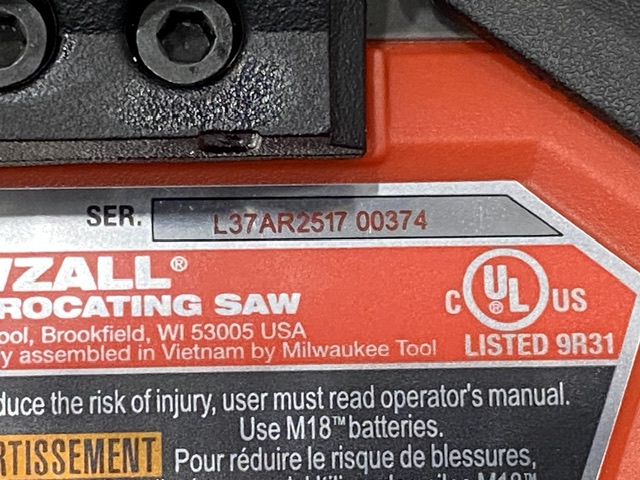 SER. L37AR2517 00374
WZALL®
ROCATING SAW
ool, Brookfield, WI 53005 USA
y assembled in Vietnam by Milwaukee Tool
C UL ® US
LISTED 9R31
duce the risk of injury, user must read operator's manual.
Use M18™ batteries.
RTISSEMENT Pour réduire le risque de blessures,